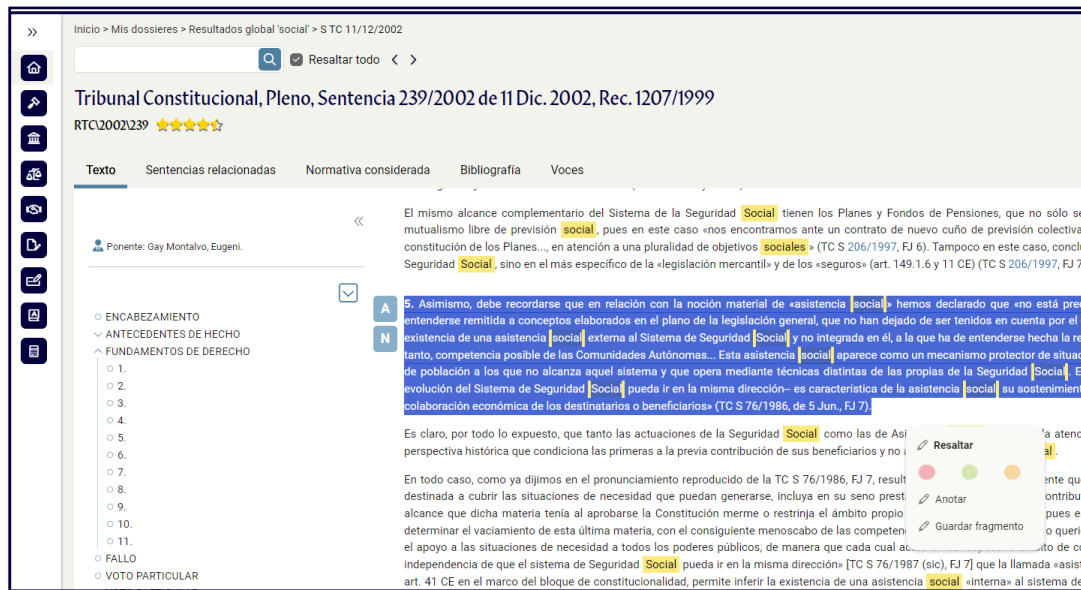 Inicio > Mis dossieres > Resultados global 'social' > S TC 11/12/2002
Resaltar todo
Tribunal Constitucional, Pleno, Sentencia 239/2002 de 11 Dic. 2002, Rec. 1207/1999
RTC\2002\239
Texto Sentencias relacionadas Normativa considerada Bibliografía Voces
Ponente: Gay Montalvo, Eugeni.
ENCABEZAMIENTO
ANTECEDENTES DE HECHO
FUNDAMENTOS DE DERECHO
1.
2.
3.
4.
5.
6.
7.
8.
9.
10.
11.
FALLO
VOTO PARTICULAR
El mismo alcance complementario del Sistema de la Seguridad Social tienen los Planes y Fondos de Pensiones, que no sólo se
mutualismo libre de previsión social, pues en este caso «nos encontramos ante un contrato de nuevo cuño de previsión colectiva
constitución de los Planes..., en atención a una pluralidad de objetivos sociales» (TC S 206/1997, FJ 6). Tampoco en este caso, conclu
Seguridad Social, sino en el más específico de la «legislación mercantil» y de los «seguros» (art. 149.1.6 y 11 CE) (TC S 206/1997, FJ 7
A
N
5. Asimismo, debe recordarse que en relación con la noción material de «asistencia social» hemos declarado que «no está prec
entenderse remitida a conceptos elaborados en el plano de la legislación general, que no han dejado de ser tenidos en cuenta por el
existencia de una asistencia social externa al Sistema de Seguridad Social y no integrada en él, a la que ha de entenderse hecha la re
tanto, competencia posible de las Comunidades Autónomas... Esta asistencia social aparece como un mecanismo protector de situac
de población a los que no alcanza aquel sistema y que opera mediante técnicas distintas de las propias de la Seguridad Social. E
evolución del Sistema de Seguridad Social pueda ir en la misma dirección– es característica de la asistencia social su sostenimient
colaboración económica de los destinatarios o beneficiarios» (TC S 76/1986, de 5 Jun., FJ 7).
Es claro, por todo lo expuesto, que tanto las actuaciones de la Seguridad Social como las de Asi a atenc
perspectiva histórica que condiciona las primeras a la previa contribución de sus beneficiarios y no a al.
En todo caso, como ya dijimos en el pronunciamiento reproducido de la TC S 76/1986, FJ 7, result nte que
destinada a cubrir las situaciones de necesidad que puedan generarse, incluya en su seno prest ontribu
alcance que dicha materia tenía al aprobarse la Constitución merme o restrinja el ámbito propio pues e
determinar el vaciamiento de esta última materia, con el consiguiente menoscabo de las competen o queri
el apoyo a las situaciones de necesidad a todos los poderes públicos, de manera que cada cual
independencia de que el sistema de Seguridad Social pueda ir en la misma dirección» [TC S 76/1987 (sic), FJ 7] que la llamada «asist
art. 41 CE en el marco del bloque de constitucionalidad, permite inferir la existencia de una asistencia social «interna» al sistema de
Resaltar
Anotar
Guardar fragmento